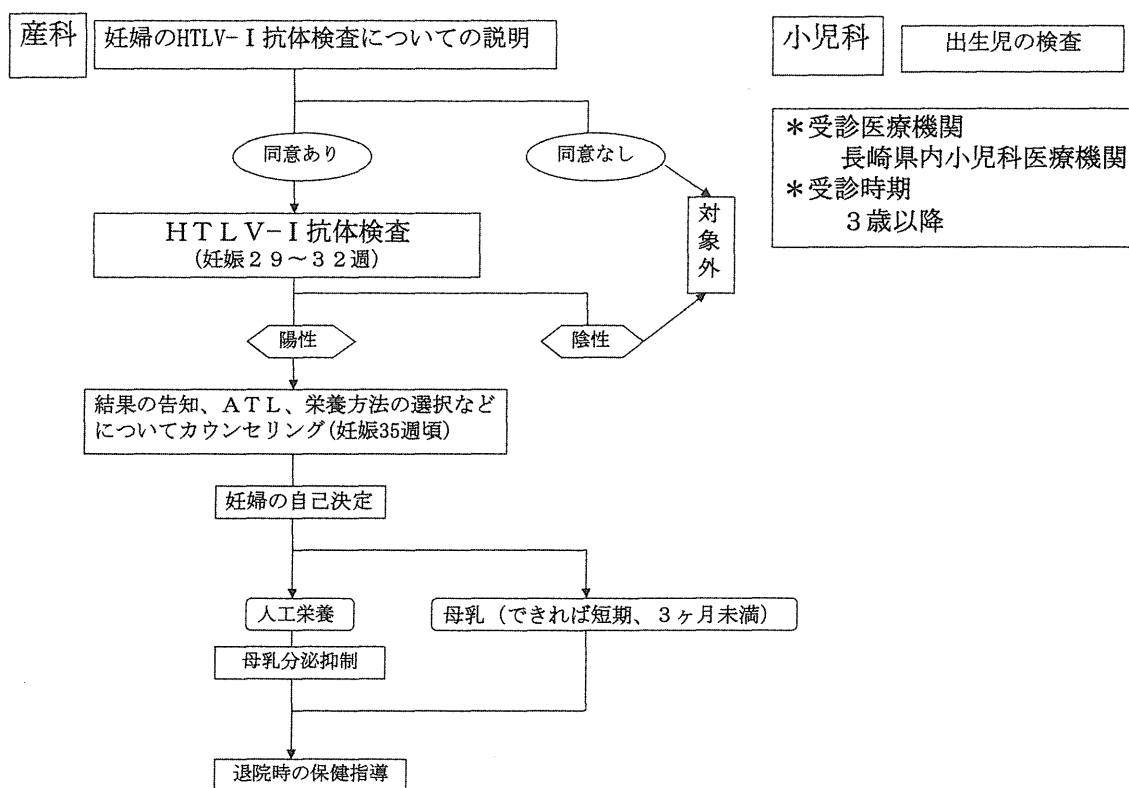 産科
妊婦のHTLV-Ⅰ抗体検査についての説明
同意あり
同意なし
HTLV-Ⅰ抗体検査
(妊娠29～32週)
対象外
陽性
陰性
結果の告知、ATL、栄養方法の選択など
についてカウンセリング(妊娠35週頃)
妊婦の自己決定
人工栄養
母乳（できれば短期、3ヶ月未満）
母乳分泌抑制
退院時の保健指導
小児科
出生児の検査
＊受診医療機関
長崎県内小児科医療機関
＊受診時期
3歳以降